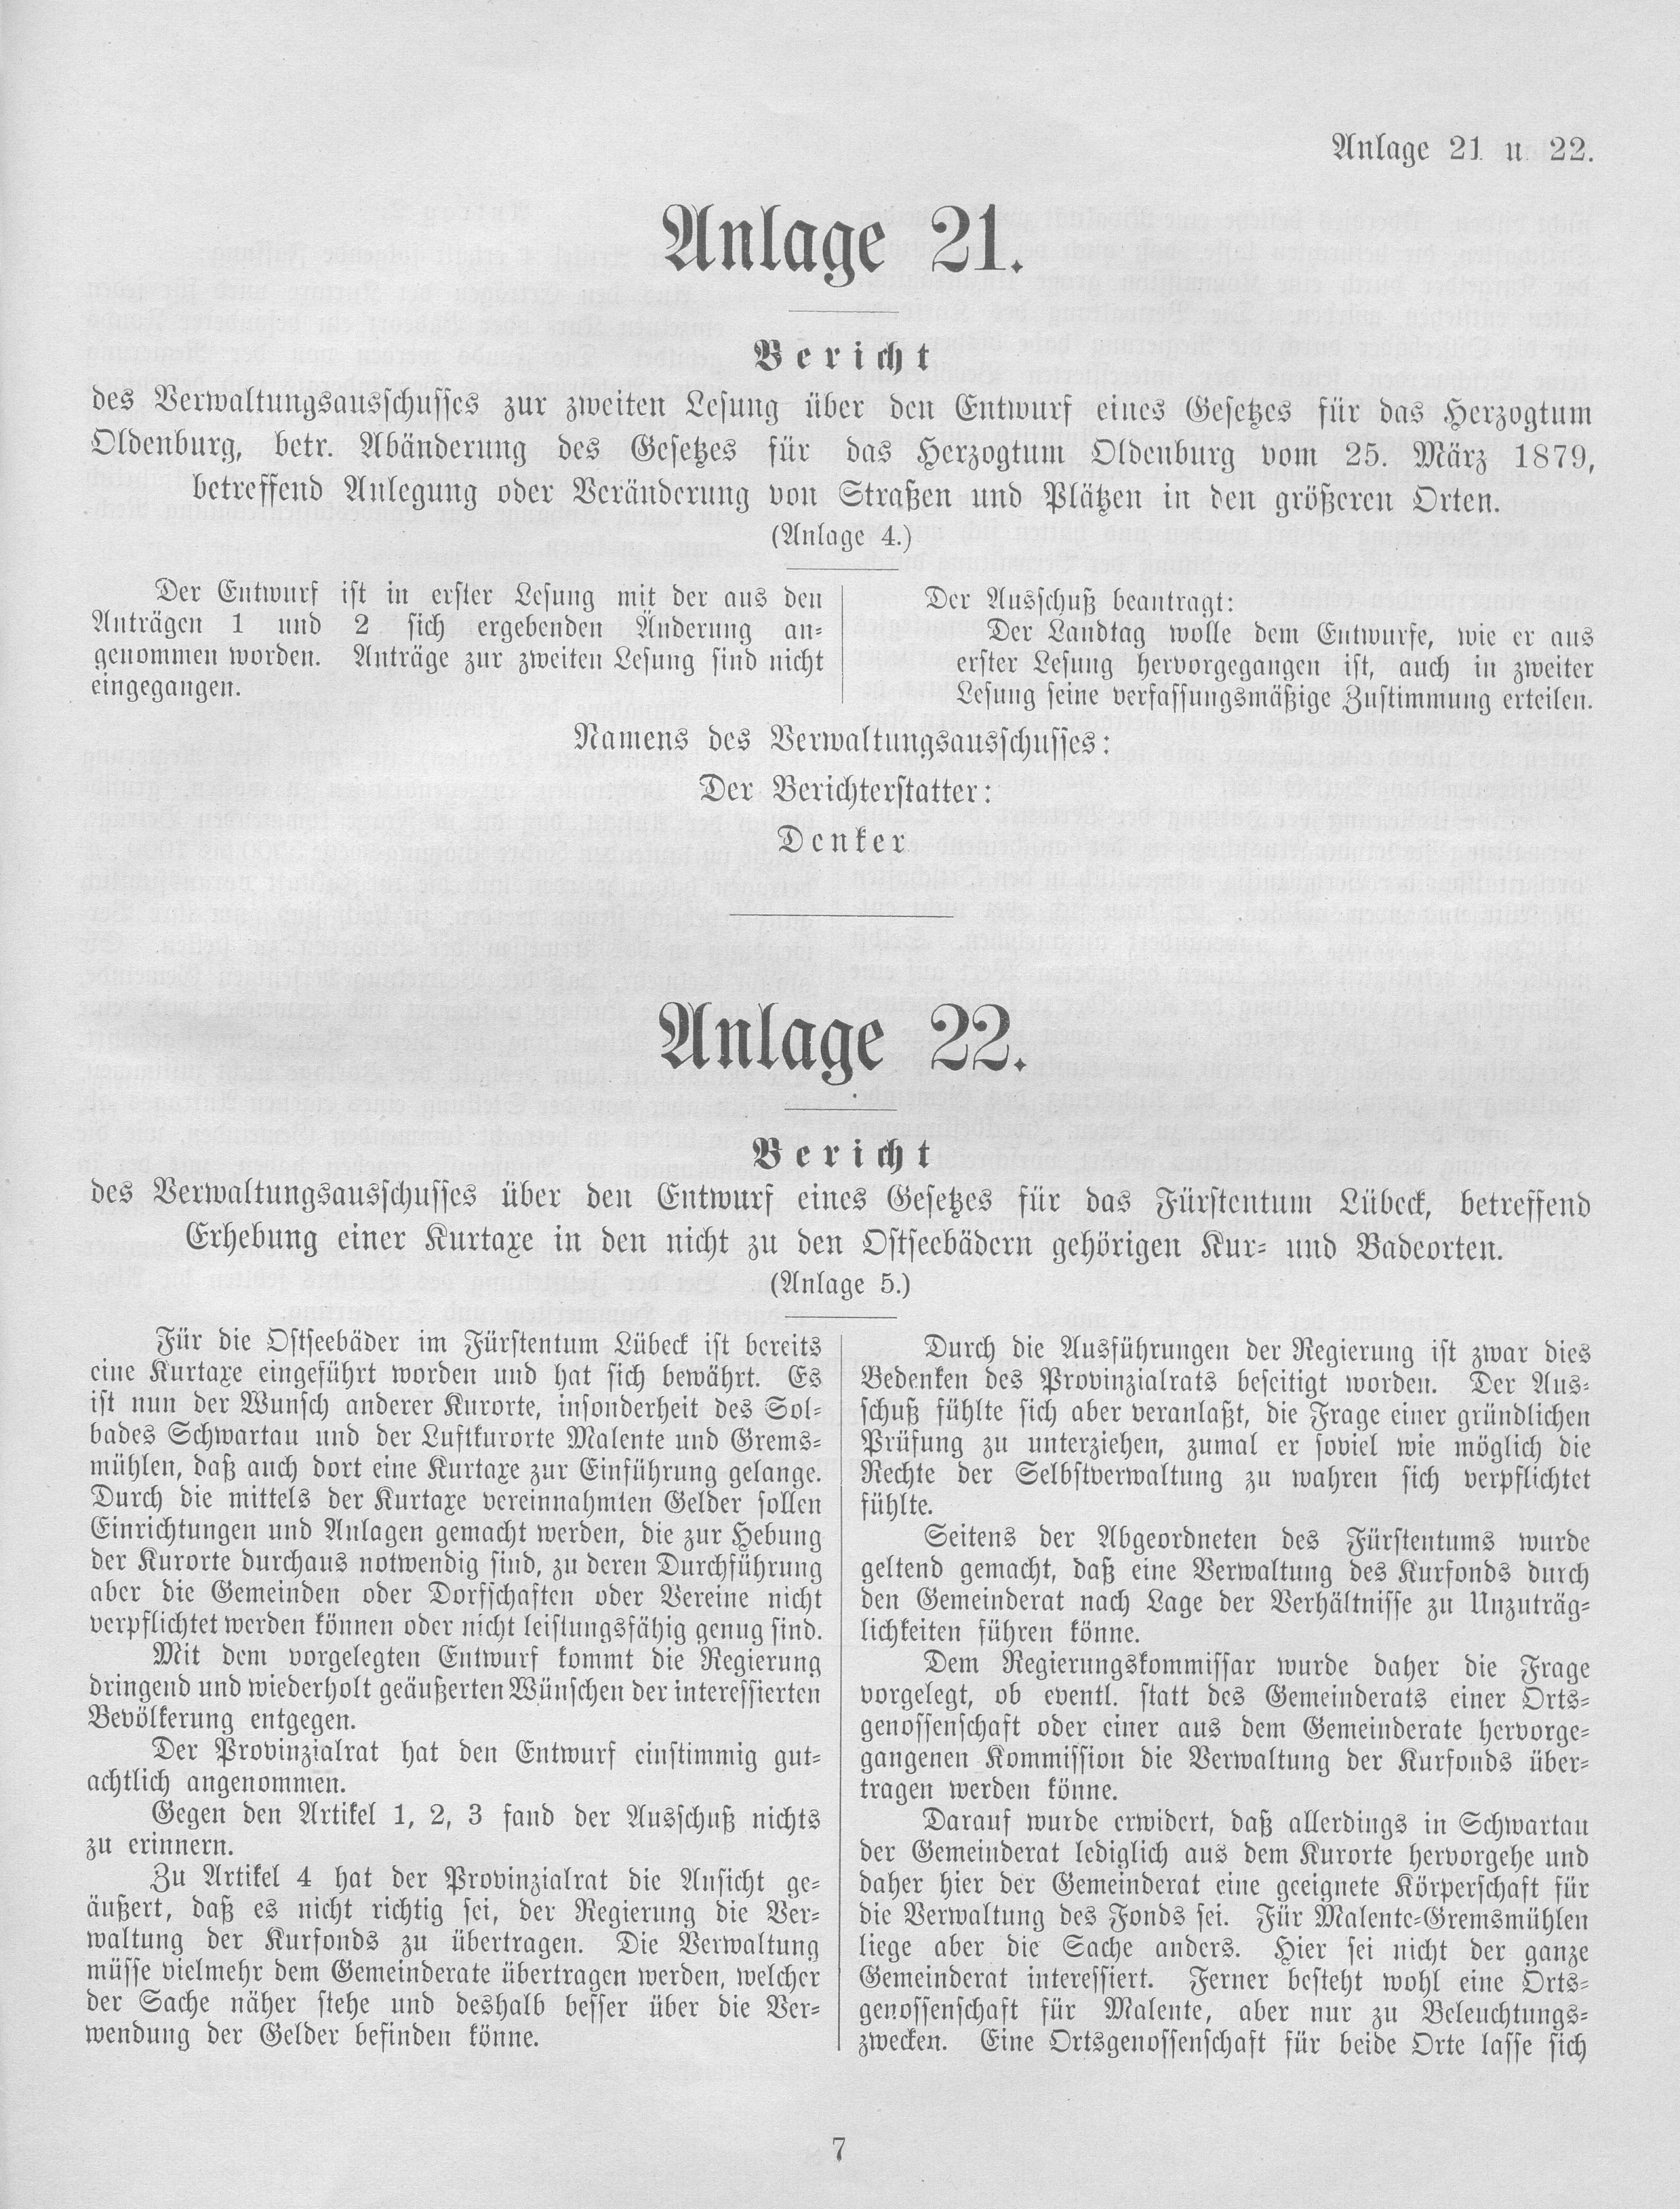 Anlage 21 u. 22.
Anlage 21.
Bericht
des Verwaltungsausschusses zur zweiten Lesung über den Entwurf eines Gesetzes für das Herzogtum
Oldenburg, betr. Abänderung des Gesetzes für das Herzogtum Oldenburg vom 25. März 1879,
betreffend Anlegung oder Veränderung von Straßen und Plätzen in den größeren Orten.
(Anlage 4.)
Der Entwurf ist in erster Lesung mit der aus den
Anträgen 1 und 2 sich ergebenden Änderung an-
genommen worden. Anträge zur zweiten Lesung sind nicht
eingegangen.
Der Ausschuß beantragt:
Der Landtag wolle dem Entwurfe, wie er aus
erster Lesung hervorgegangen ist, auch in zweiter
Lesung seine verfassungsmäßige Zustimmung erteilen.
Namens des Verwaltungsausschusses:
Der Berichterstatter:
Denker
Anlage 22.
Bericht
des Verwaltungsausschusses über den Entwurf eines Gesetzes für das Fürstentum Lübeck, betreffend
Erhebung einer Kurtaxe in den nicht zu den Ostseebädern gehörigen Kur- und Badeorten.
(Anlage 5.)
Für die Ostseebäder im Fürstentum Lübeck ist bereits
eine Kurtaxe eingeführt worden und hat sich bewährt. Es
ist nun der Wunsch anderer Kurorte, insonderheit des Sol-
bades Schwartau und der Luftkurorte Malente und Grems-
mühlen, daß auch dort eine Kurtaxe zur Einführung gelange.
Durch die mittels der Kurtaxe vereinnahmten Gelder sollen
Einrichtungen und Anlagen gemacht werden, die zur Hebung
der Kurorte durchaus notwendig sind, zu deren Durchführung
aber die Gemeinden oder Dorfschaften oder Vereine nicht
verpflichtet werden können oder nicht leistungsfähig genug sind.
Mit dem vorgelegten Entwurf kommt die Regierung
dringend und wiederholt geäußerten Wünschen der interessierten
Bevölkerung entgegen.
Der Provinzialrat hat den Entwurf einstimmig gut-
achtlich angenommen.
Gegen den Artikel 1, 2, 3 fand der Ausschuß nichts
zu erinnern.
Zu Artikel 4 hat der Provinzialrat die Ansicht ge-
äußert, daß es nicht richtig sei, der Regierung die Ver-
waltung der Kurfonds zu übertragen. Die Verwaltung
müsse vielmehr dem Gemeinderate übertragen werden, welcher
der Sache näher stehe und deshalb besser über die Ver-
wendung der Gelder befinden könne.
Durch die Ausführungen der Regierung ist zwar dies
Bedenken des Provinzialrats beseitigt worden. Der Aus-
schuß fühlte sich aber veranlaßt, die Frage einer gründlichen
Prüfung zu unterziehen, zumal er soviel wie möglich die
Rechte der Selbstverwaltung zu wahren sich verpflichtet
fühlte.
Seitens der Abgeordneten des Fürstentums wurde
geltend gemacht, daß eine Verwaltung des Kurfonds durch
den Gemeinderat nach Lage der Verhältnisse zu Unzuträg-
lichkeiten führen könne.
Dem Regierungskommissar wurde daher die Frage
vorgelegt, ob eventl. statt des Gemeinderats einer Orts-
genossenschaft oder einer aus dem Gemeinderate hervorge-
gangenen Kommission die Verwaltung der Kurfonds über-
tragen werden könne.
Darauf wurde erwidert, daß allerdings in Schwartau
der Gemeinderat lediglich aus dem Kurorte hervorgehe und
daher hier der Gemeinderat eine geeignete Körperschaft für
die Verwaltung des Fonds sei. Für Malente-Gremsmühlen
liege aber die Sache anders. Hier sei nicht der ganze
Gemeinderat interessiert. Ferner besteht wohl eine Orts-
genossenschaft für Malente, aber nur zu Beleuchtungs-
zwecken. Eine Ortsgenossenschaft für beide Orte lasse sich
7